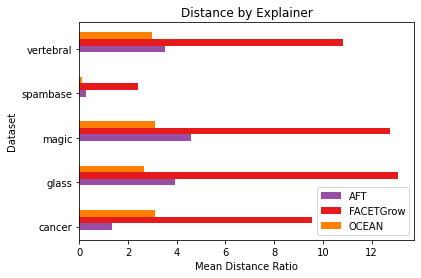 Distance by Explainer
Dataset
vertebral
spambase
magic
glass
cancer
AFT
FACETGrow
OCEAN
0 2 4 6 8 10 12
Mean Distance Ratio